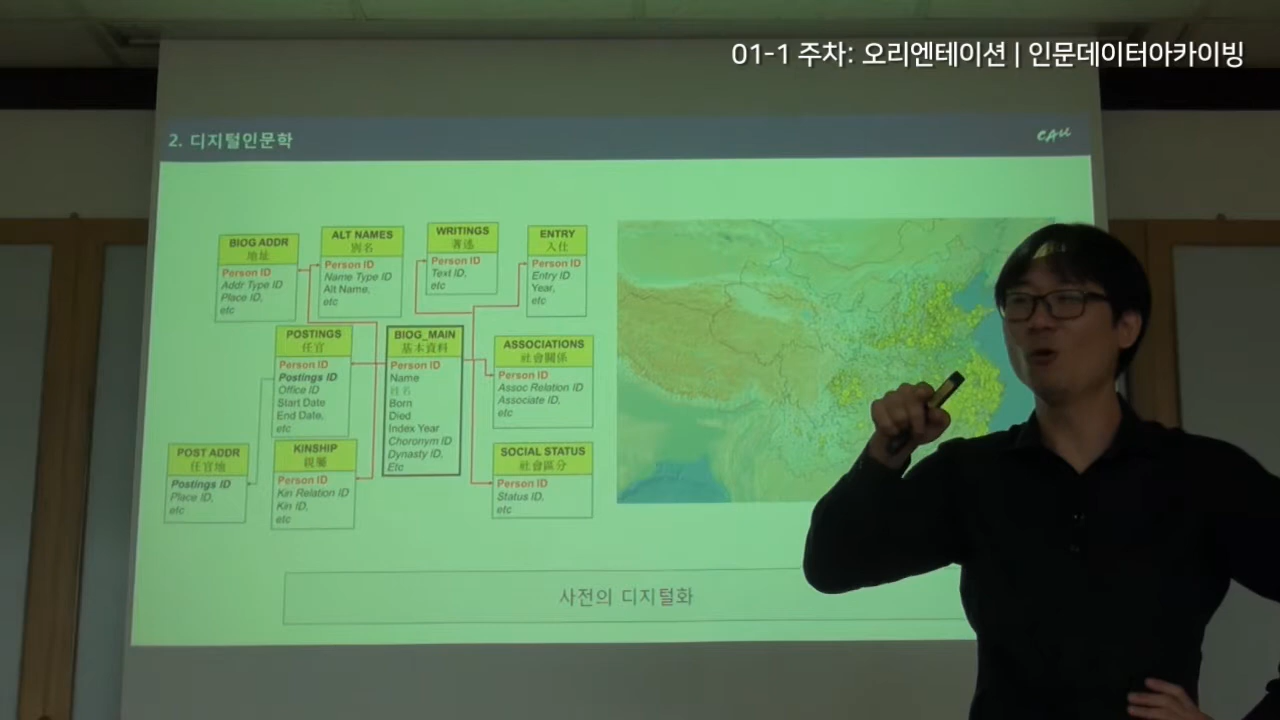 01-1 주차: 오리엔테이션 | 인문데이터아카이빙
2. 디지털인문학
CAU
BIOG ADDR
地址
Person ID
Addr Type ID
Place ID,
etc
ALT NAMES
別名
Person ID
Name Type ID
Alt Name,
etc
WRITINGS
著述
Person ID
Text ID,
etc
ENTRY
入仕
Person ID
Entry ID
Year,
etc
POSTINGS
任官
Person ID
Postings ID
Office ID
Start Date
End Date,
etc
BIOG_MAIN
基本資料
Person ID
Name
姓名
Born
Died
Index Year
Choronym ID
Dynasty ID,
Etc
ASSOCIATIONS
社會關係
Person ID
Assoc Relation ID
Associate ID,
etc
POST ADDR
任官地
Postings ID
Place ID,
etc
KINSHIP
親屬
Person ID
Kin Relation ID
Kin ID,
etc
SOCIAL STATUS
社會區分
Person ID
Status ID,
etc
사전의 디지털화